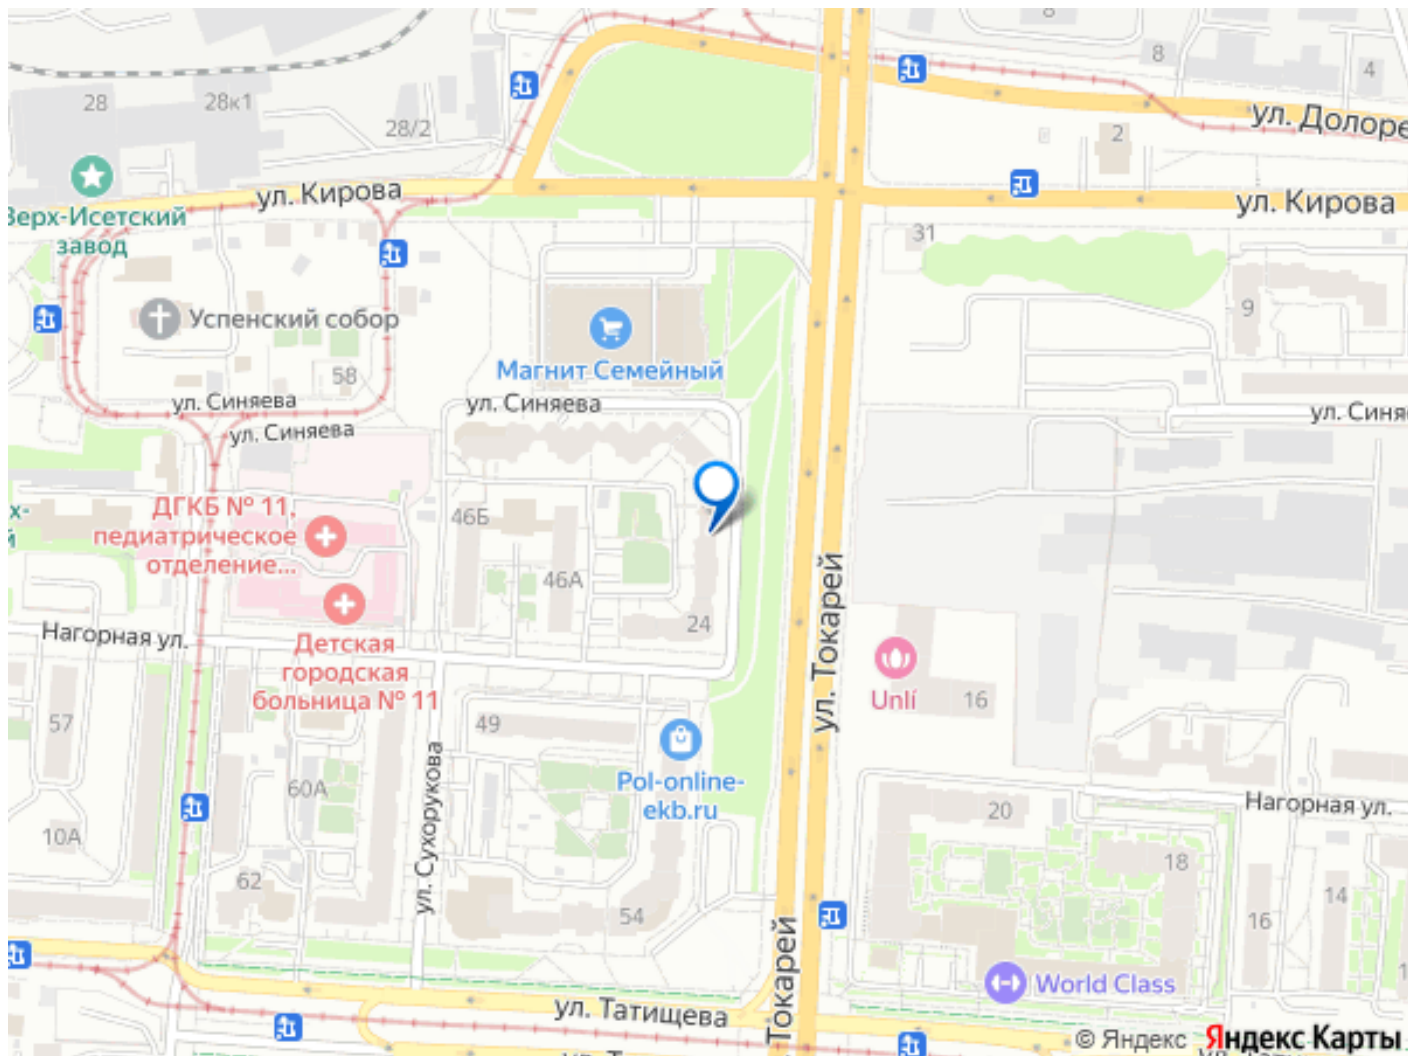 8
8
4
28
28к1
28/2
ул. Долоре
2
ул. Кирова
ул. Кирова
Верх-Исетский
завод
31
Успенский собор
9
58
Магнит Семейный
ул. Синяева
ул. Синяева
ул. Синя
ул. Синяева
х-
й
ДГКБ № 11,
педиатрическое
отделение...
46Б
46А
24
Нагорная ул.
Детская
городская
больница № 11
ул. Токарей
Unlí
16
57
49
Pol-online-
ekb.ru
60А
ул. Сухорукова
Нагорная ул.
20
10А
18
62
14
54
16
Токарей
World Class
ул. Татищева
© Яндекс Яндекс Карты